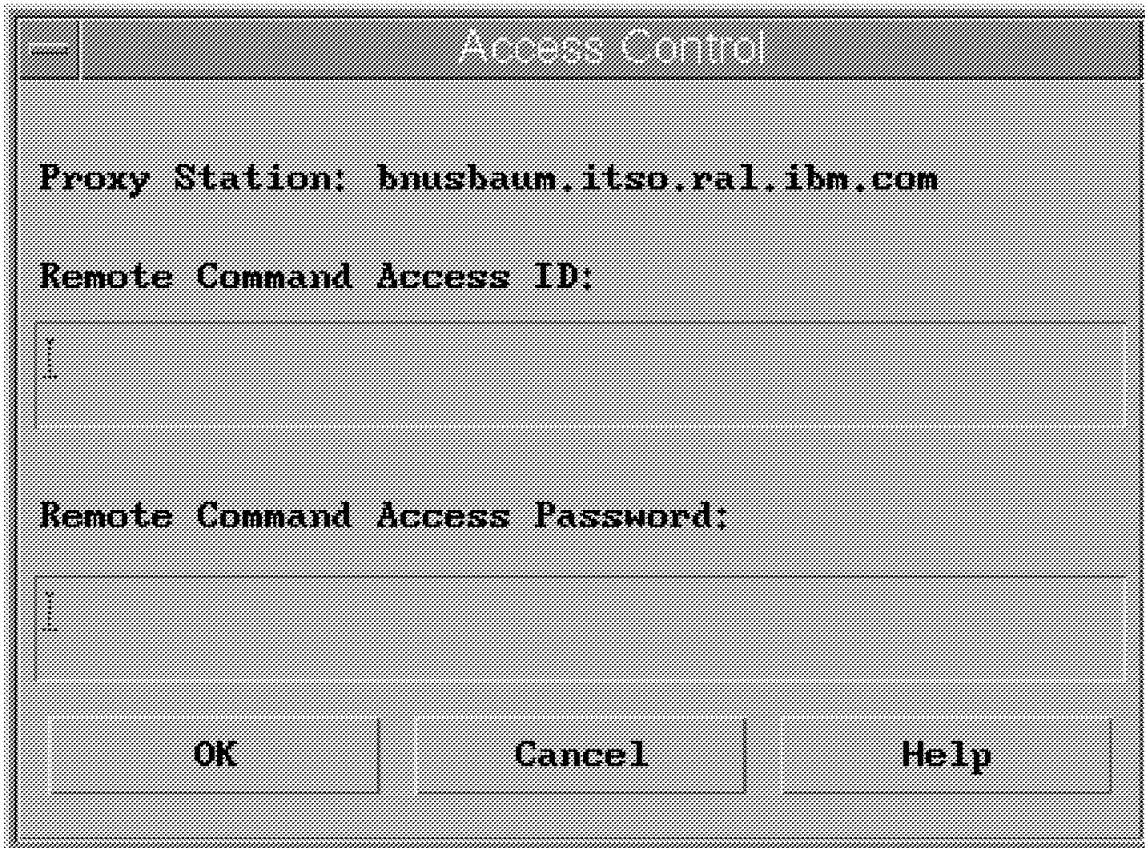 Access Control
Proxy Station: bnusbaum.itso.ral.ibm.com
Remote Command Access ID:
Remote Command Access Password:
OK Cancel Help